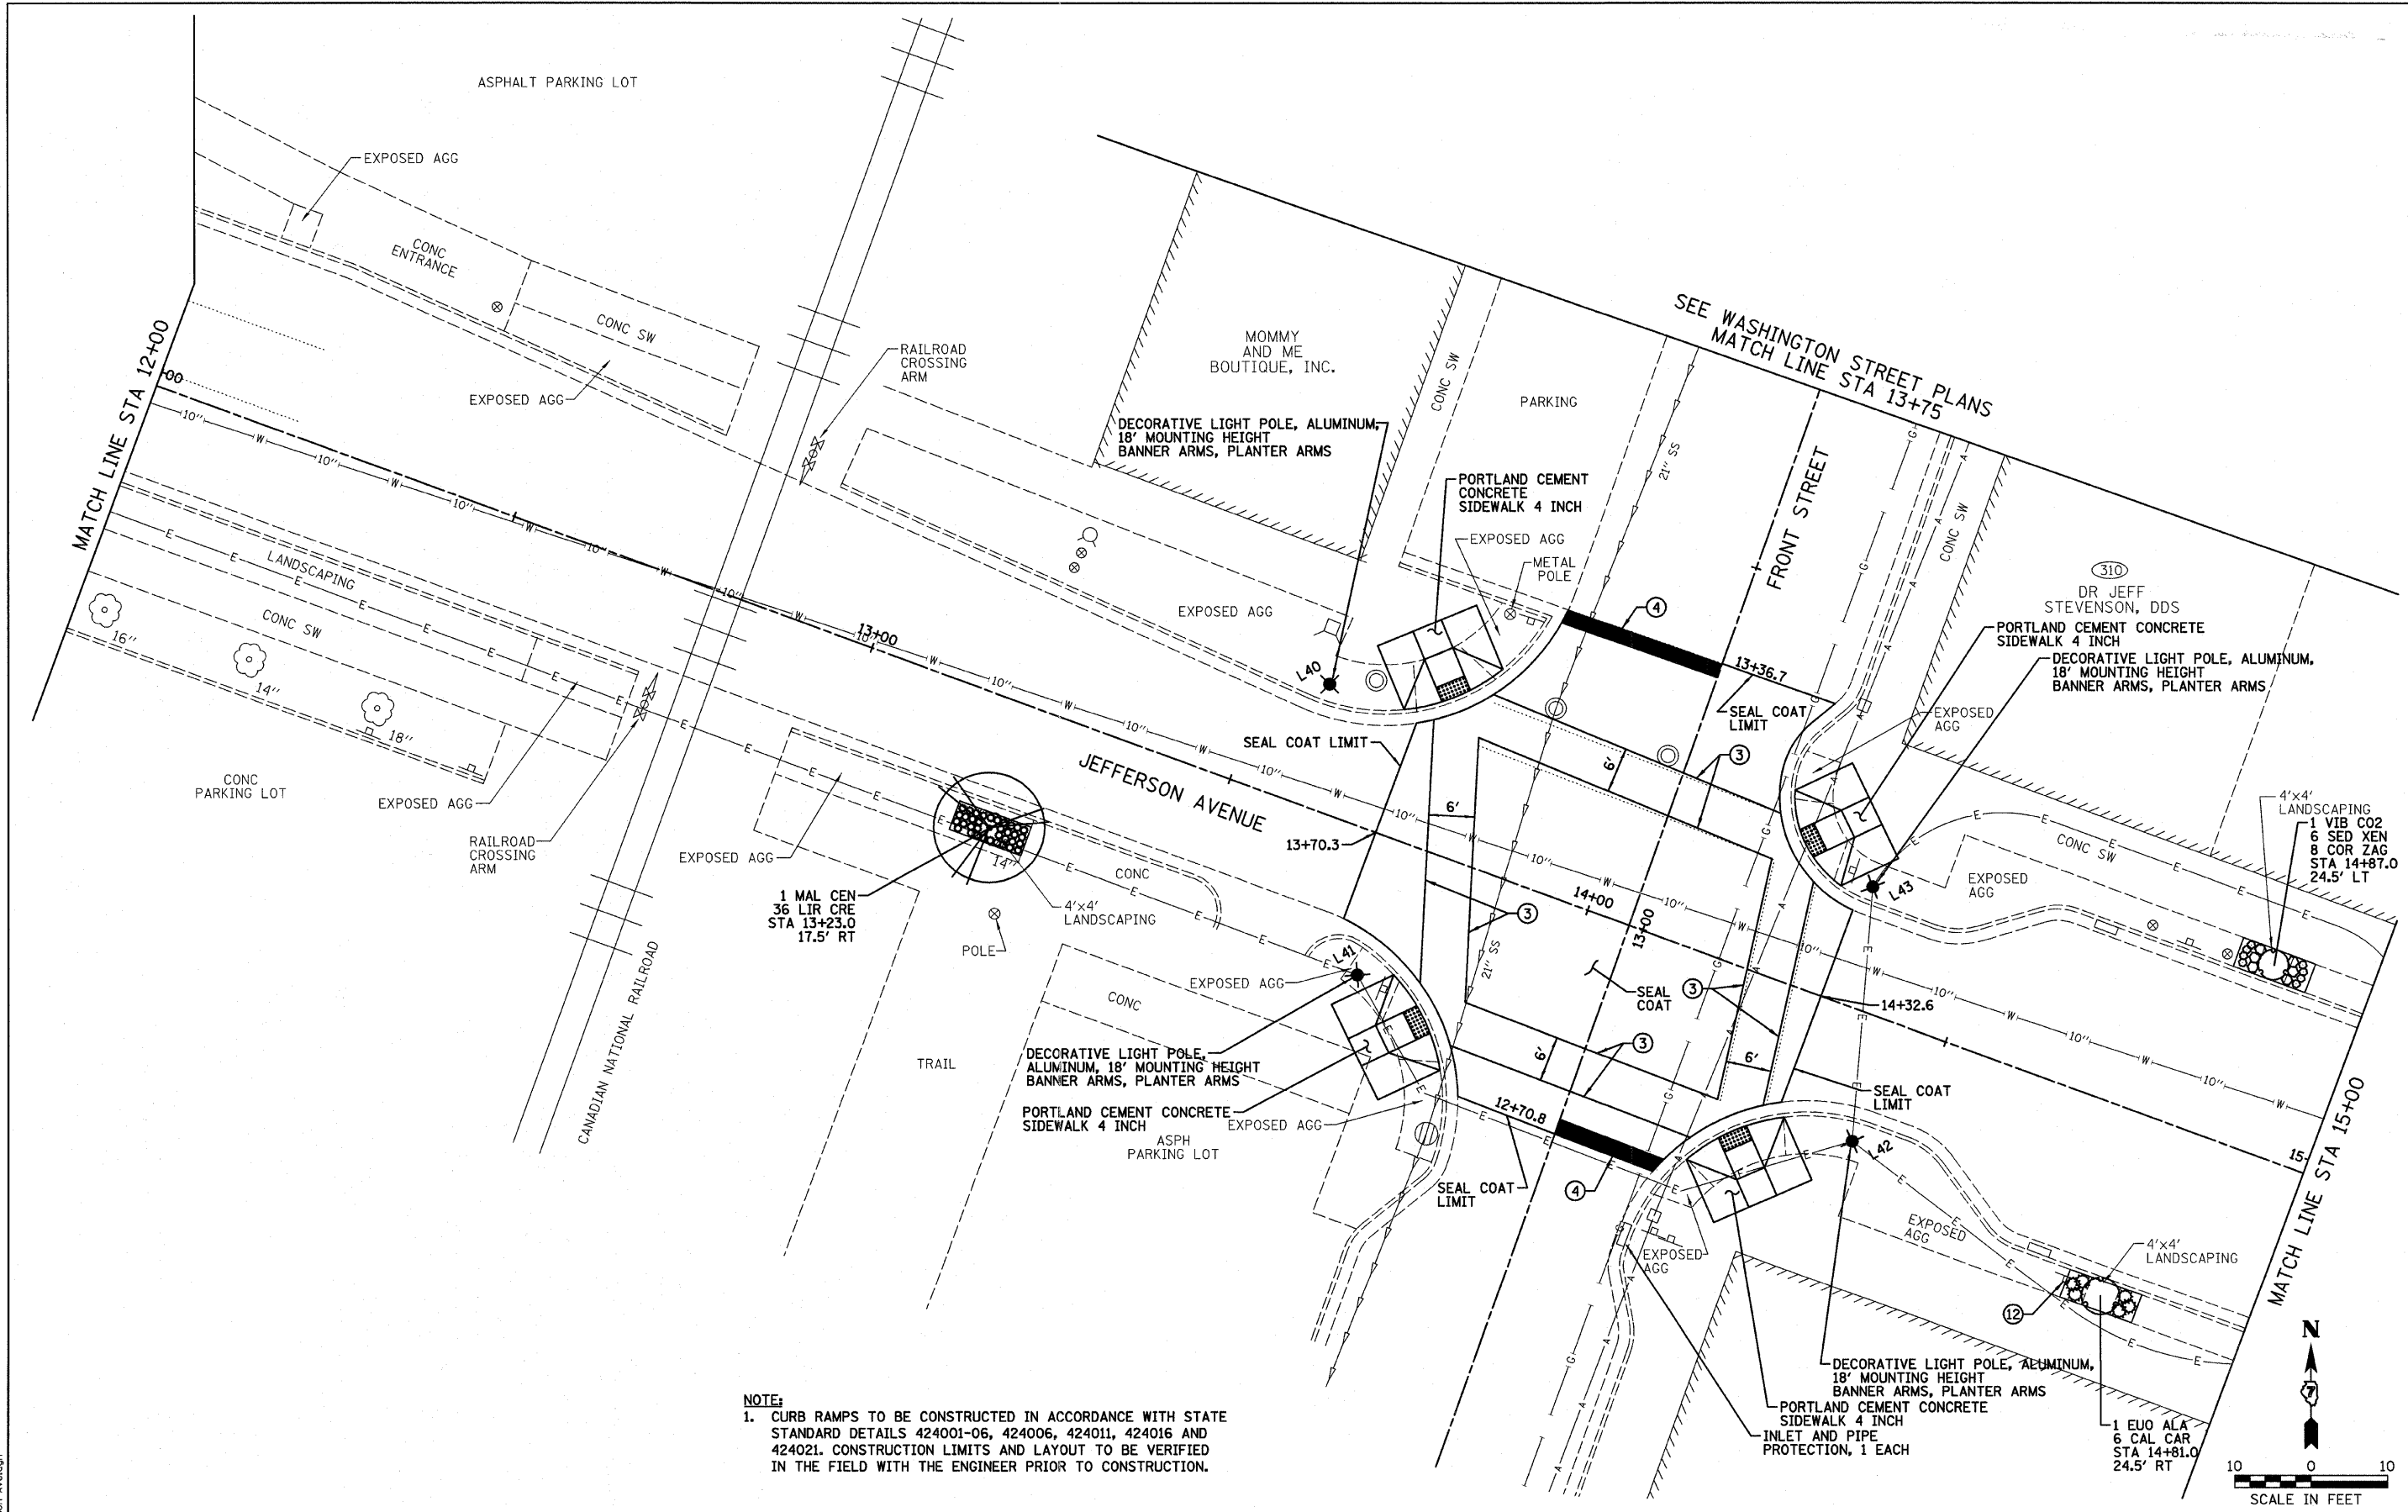 ASPHALT PARKING LOT
EXPOSED AGG
CONC
ENTRANCE
CONC SW
EXPOSED AGG
RAILROAD
CROSSING
ARM
MATCH LINE STA 12+00
+00
10"
W
10"
W
10"
W
10"
W
10"
W
LANDSCAPING
E
E
E
E
E
E
CONC SW
16"
14"
18"
CONC
PARKING LOT
EXPOSED AGG
RAILROAD
CROSSING
ARM
CANADIAN NATIONAL RAILROAD
MOMMY
AND ME
BOUTIQUE, INC.
DECORATIVE LIGHT POLE, ALUMINUM,
18' MOUNTING HEIGHT
BANNER ARMS, PLANTER ARMS
CONC SW
PARKING
21" SS
SEE WASHINGTON STREET PLANS
MATCH LINE STA 13+75
PORTLAND CEMENT
CONCRETE
SIDEWALK 4 INCH
EXPOSED AGG
METAL
POLE
EXPOSED AGG
L40
4
FRONT STREET
13+36.7
SEAL COAT
LIMIT
3
6'
G
A
CONC SW
310
DR JEFF
STEVENSON, DDS
PORTLAND CEMENT CONCRETE
SIDEWALK 4 INCH
DECORATIVE LIGHT POLE, ALUMINUM,
18' MOUNTING HEIGHT
BANNER ARMS, PLANTER ARMS
EXPOSED
AGG
13+00
JEFFERSON AVENUE
SEAL COAT LIMIT
6'
13+70.3
14+00
13+00
L43
EXPOSED
AGG
CONC SW
4'x4'
LANDSCAPING
1 VIB CO2
6 SED XEN
8 COR ZAG
STA 14+87.0
24.5' LT
EXPOSED AGG
14"
CONC
1 MAL CEN
36 LIR CRE
STA 13+23.0
17.5' RT
4'x4'
LANDSCAPING
POLE
3
21" SS
SEAL
COAT
3
14+32.6
L41
EXPOSED AGG
CONC
TRAIL
DECORATIVE LIGHT POLE,
ALUMINUM, 18' MOUNTING HEIGHT
BANNER ARMS, PLANTER ARMS
PORTLAND CEMENT CONCRETE
SIDEWALK 4 INCH
EXPOSED AGG
ASPH
PARKING LOT
6'
3
6'
12+70.8
SEAL COAT
LIMIT
4
SEAL COAT
LIMIT
L42
MATCH LINE STA 15+00
15
EXPOSED
AGG
EXPOSED
AGG
4'x4'
LANDSCAPING
12
DECORATIVE LIGHT POLE, ALUMINUM,
18' MOUNTING HEIGHT
BANNER ARMS, PLANTER ARMS
PORTLAND CEMENT CONCRETE
SIDEWALK 4 INCH
INLET AND PIPE
PROTECTION, 1 EACH
1 EUO ALA
6 CAL CAR
STA 14+81.0
24.5' RT
NOTE:
1. CURB RAMPS TO BE CONSTRUCTED IN ACCORDANCE WITH STATE
STANDARD DETAILS 424001-06, 424006, 424011, 424016 AND
424021. CONSTRUCTION LIMITS AND LAYOUT TO BE VERIFIED
IN THE FIELD WITH THE ENGINEER PRIOR TO CONSTRUCTION.
N
7
10 0 10
SCALE IN FEET